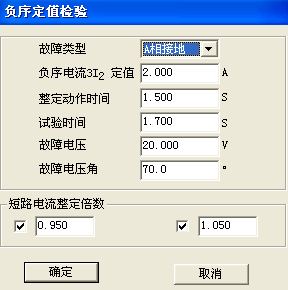 负序定值检验
故障类型 A相接地
负序电流3I2 定值 2.000 A
整定动作时间 1.500 S
试验时间 1.700 S
故障电压 20.000 V
故障电压角 70.0 °
短路电流整定倍数
0.950 1.050
确定 取消